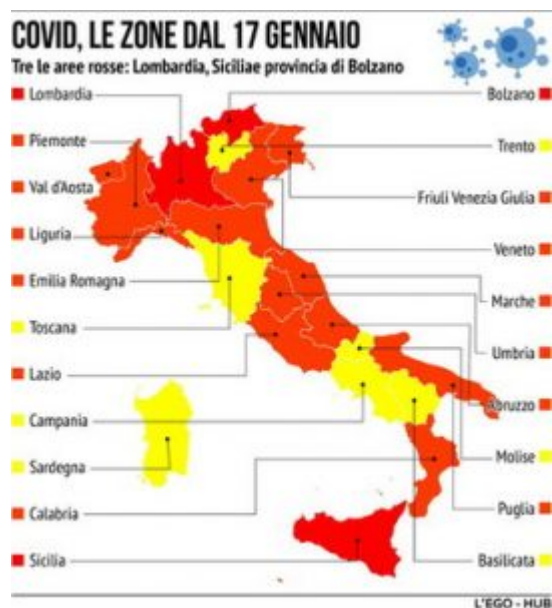 COVID, LE ZONE DAL 17 GENNAIO
Tre le aree rosse: Lombardia, Siciliae provincia di Bolzano
Lombardia
Piemonte
Val d'Aosta
Liguria
Emilia Romagna
Toscana
Lazio
Campania
Sardegna
Calabria
Sicilia
Bolzano
Trento
Friuli Venezia Giulia
Veneto
Marche
Umbria
Abruzzo
Molise
Puglia
Basilicata
L'EGO - HUB